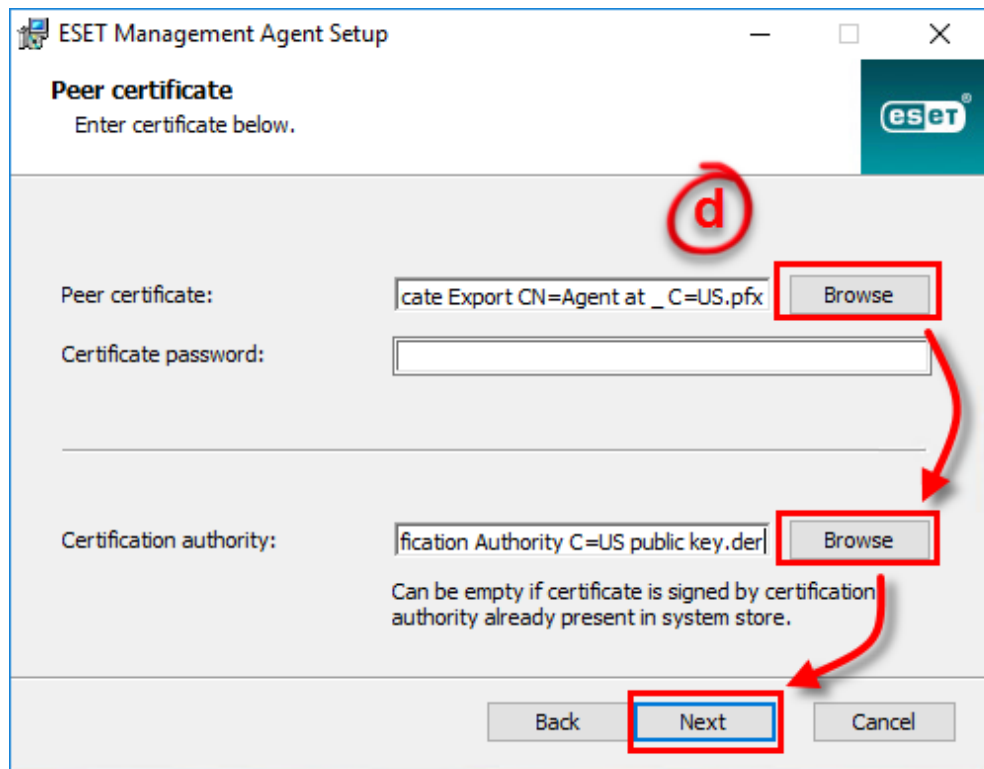 ESET Management Agent Setup
Peer certificate
Enter certificate below.
eset®
d
Peer certificate: cate Export CN=Agent at _ C=US.pfx Browse
Certificate password:
Certification authority: fication Authority C=US public key.der Browse
Can be empty if certificate is signed by certification
authority already present in system store.
Back Next Cancel